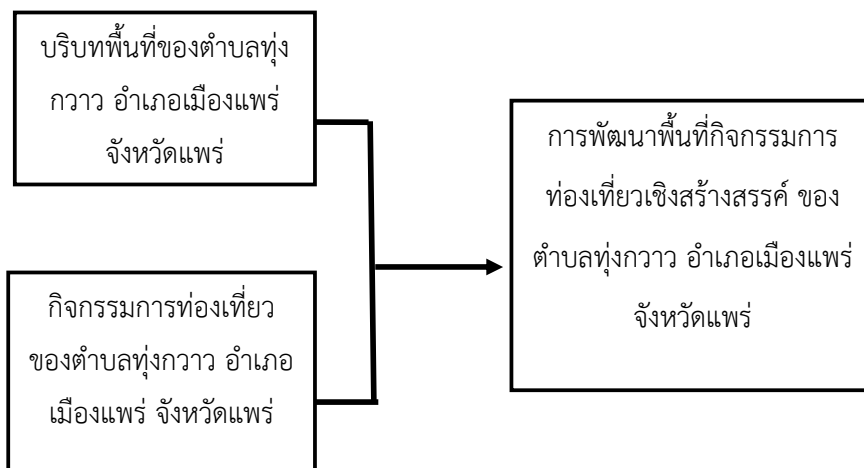 บริบทพื้นที่ของตำบลทุ่ง
กวาว อำเภอเมืองแพร่
จังหวัดแพร่
กิจกรรมการท่องเที่ยว
ของตำบลทุ่งกวาว อำเภอ
เมืองแพร่ จังหวัดแพร่
การพัฒนาพื้นที่กิจกรรมการ
ท่องเที่ยวเชิงสร้างสรรค์ ของ
ตำบลทุ่งกวาว อำเภอเมืองแพร่
จังหวัดแพร่